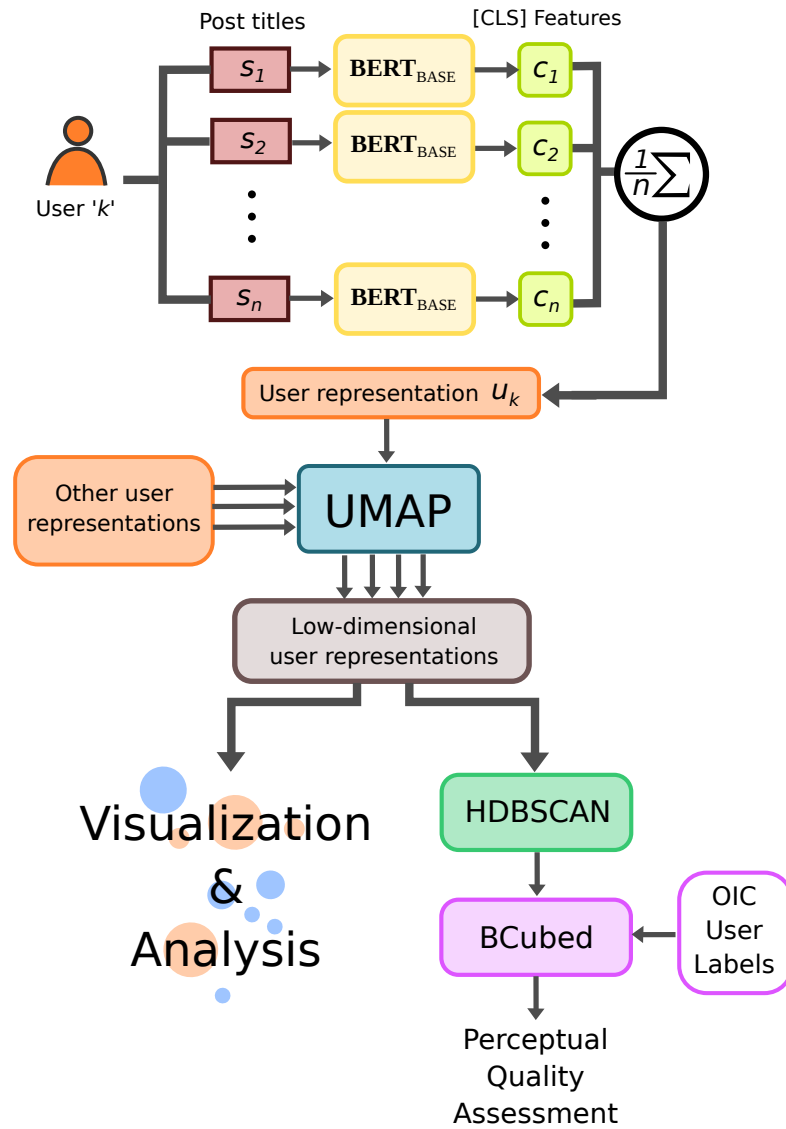 Post titles
[CLS] Features
s1
BERTBASE
c1
s2
BERTBASE
c2
1/n ∑
User 'k'
sn
BERTBASE
cn
User representation uk
Other user
representations
UMAP
Low-dimensional
user representations
Visualization
&
Analysis
HDBSCAN
BCubed
OIC
User
Labels
Perceptual
Quality
Assessment